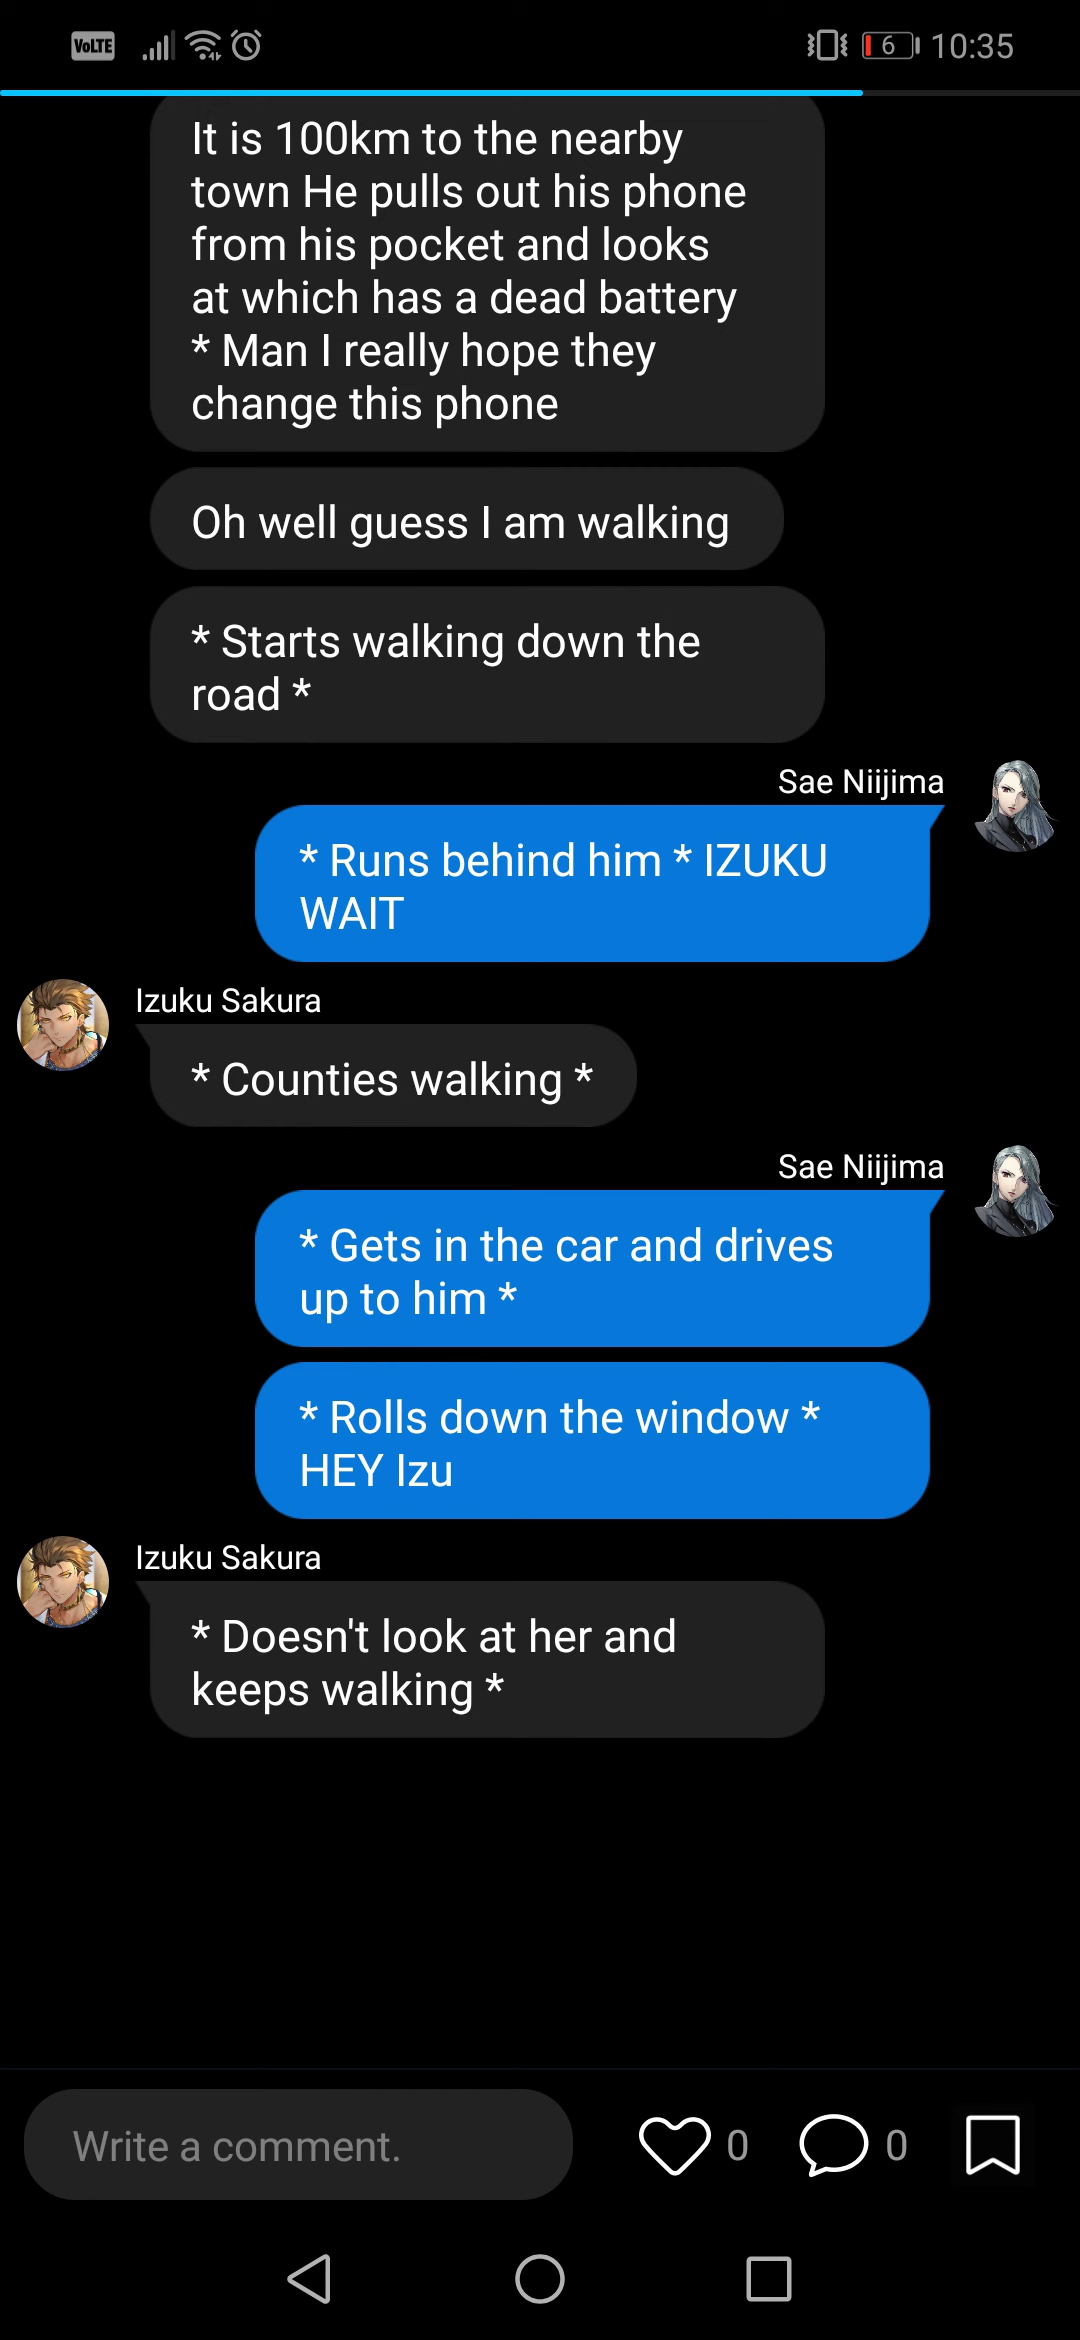 VoLTE 6 10:35
It is 100km to the nearby
town He pulls out his phone
from his pocket and looks
at which has a dead battery
* Man I really hope they
change this phone
Oh well guess I am walking
* Starts walking down the
road *
Sae Niijima
* Runs behind him * IZUKU
WAIT
Izuku Sakura
* Counties walking *
Sae Niijima
* Gets in the car and drives
up to him *
* Rolls down the window *
HEY Izu
Izuku Sakura
* Doesn't look at her and
keeps walking *
Write a comment. 0 0